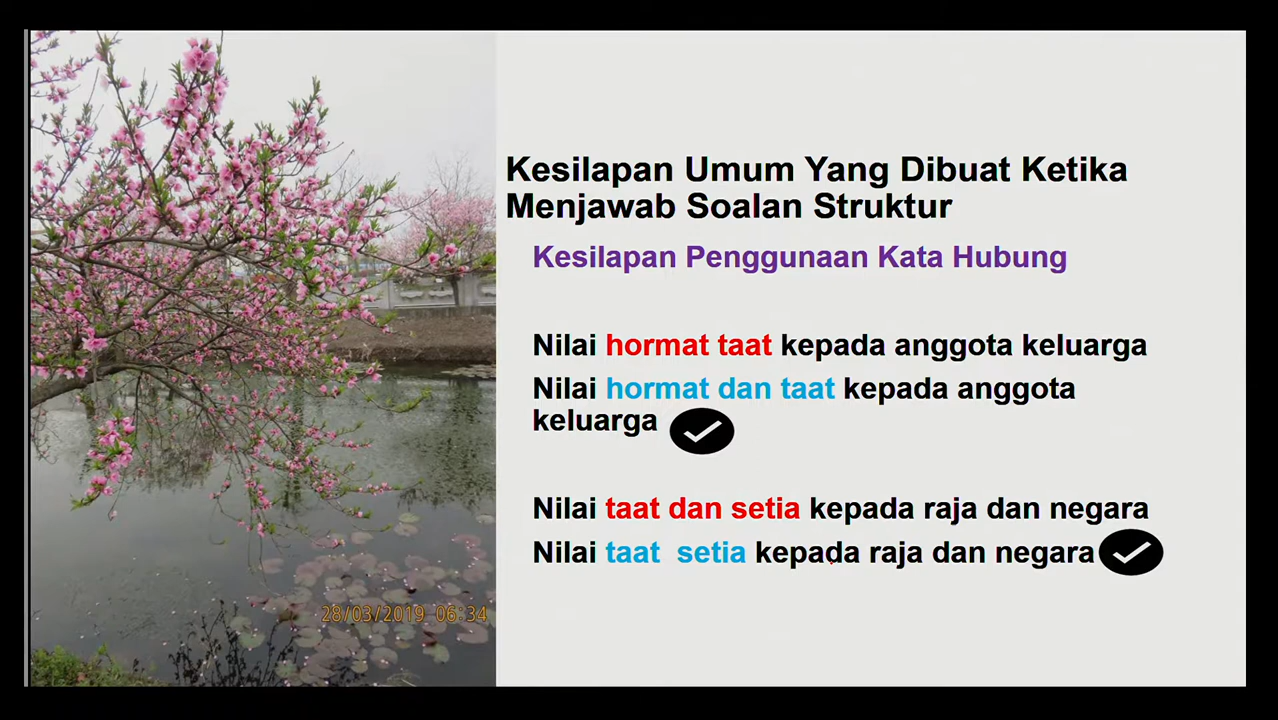 Kesilapan Umum Yang Dibuat Ketika
Menjawab Soalan Struktur
Kesilapan Penggunaan Kata Hubung
Nilai hormat taat kepada anggota keluarga
Nilai hormat dan taat kepada anggota
keluarga
Nilai taat dan setia kepada raja dan negara
Nilai taat  setia kepada raja dan negara
28/03/2019 06:34